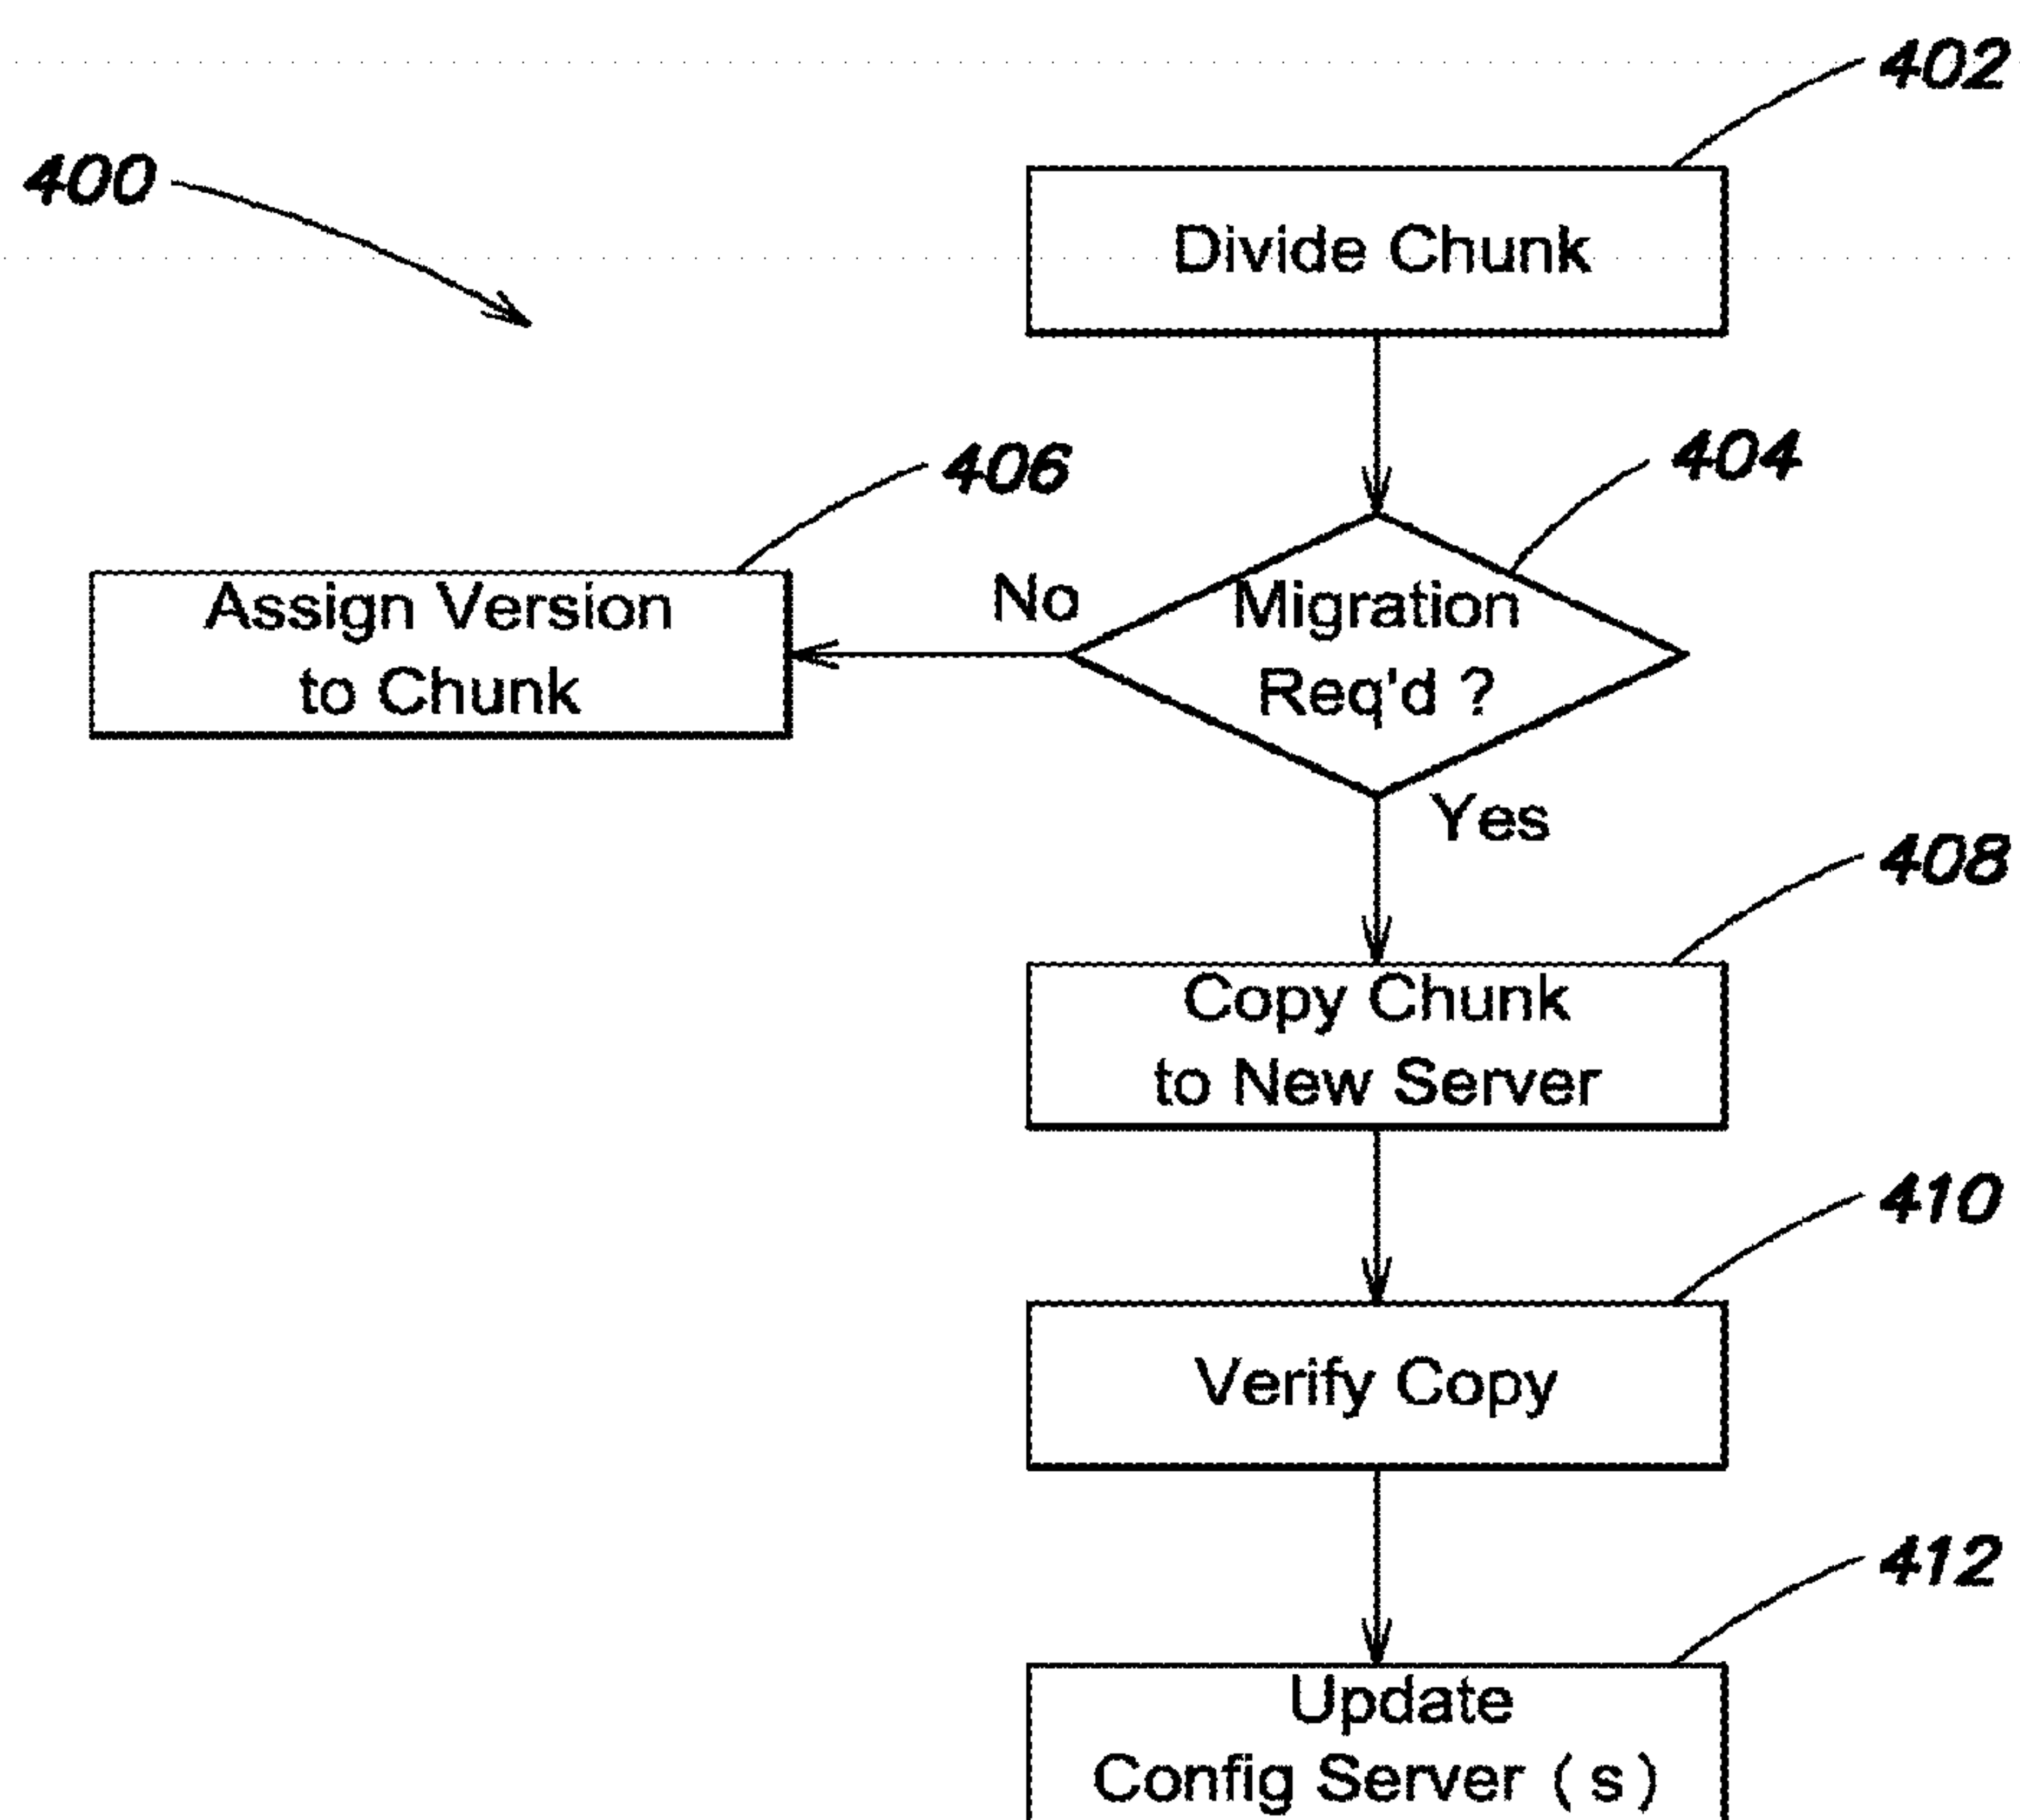 402
400
Divide Chunk
404
406
No
Migration
Req'd ?
Assign Version
to Chunk
Yes
408
Copy Chunk
to New Server
410
Verify Copy
412
Update
Config Server ( s )